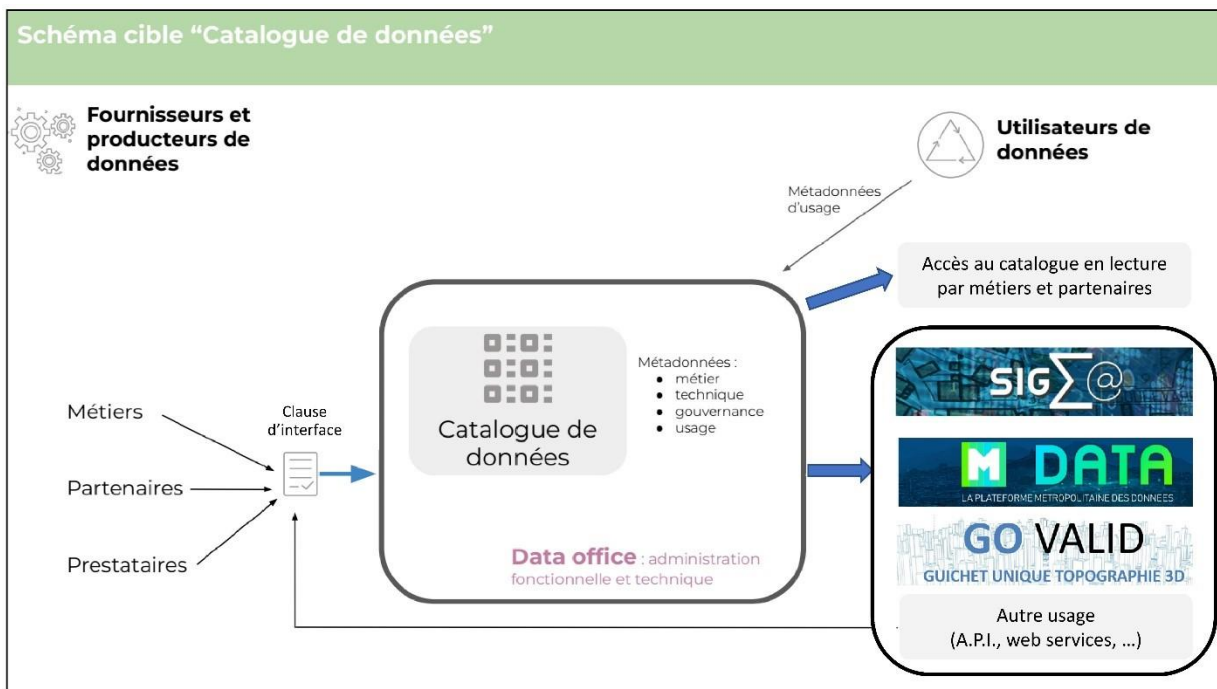 Schéma cible “Catalogue de données”
Fournisseurs et
producteurs de
données
Utilisateurs de
données
Métadonnées
d’usage
Accès au catalogue en lecture
par métiers et partenaires
Métiers
Partenaires
Prestataires
Clause
d’interface
Catalogue de
données
Métadonnées :
métier
technique
gouvernance
usage
Data office : administration
fonctionnelle et technique
SIGΣ@
M DATA
LA PLATEFORME METROPOLITAINE DES DONNEES
GO VALID
GUICHET UNIQUE TOPOGRAPHIE 3D
Autre usage
(A.P.I., web services, ...)